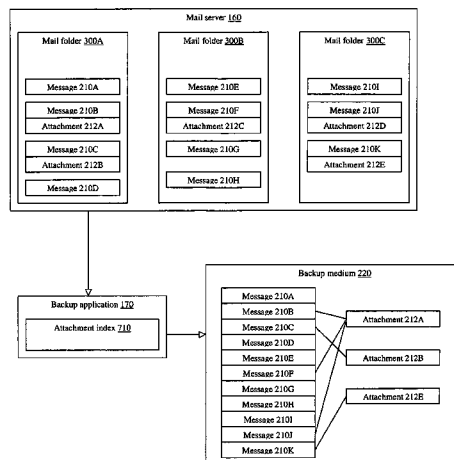 Mail server 160
Mail folder 300A
Message 210A
Message 210B
Attachment 212A
Message 210C
Attachment 212B
Message 210D
Mail folder 300B
Message 210E
Message 210F
Attachment 212C
Message 210G
Message 210H
Mail folder 300C
Message 210I
Message 210J
Attachment 212D
Message 210K
Attachment 212E
Backup application 170
Attachment index 710
Backup medium 220
Message 210A
Message 210B
Message 210C
Message 210D
Message 210E
Message 210F
Message 210G
Message 210H
Message 210I
Message 210J
Message 210K
Attachment 212A
Attachment 212B
Attachment 212E